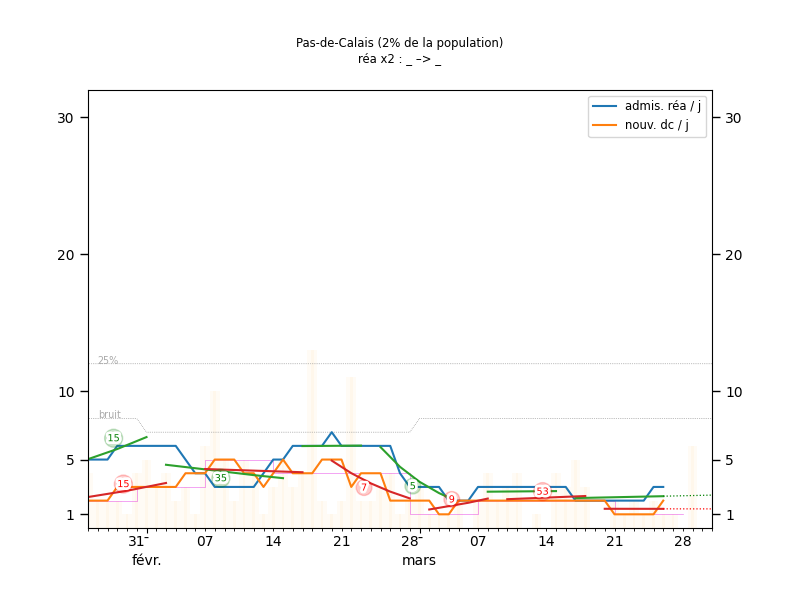 Pas-de-Calais (2% de la population)
réa x2 : _ –> _
admis. réa / j
nouv. dc / j
30 30
20 20
25%
10 10
bruit
15
5 5
15
35
7
5
9
53
1 1
31 07 14 21 28 07 14 21 28
févr. mars